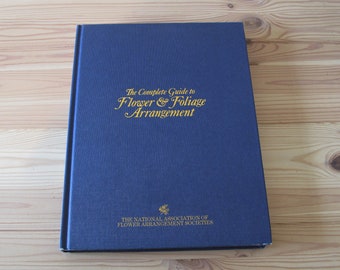 The Complete Guide to
Flower & Foliage
Arrangement
THE NATIONAL ASSOCIATION OF
FLOWER ARRANGEMENT SOCIETIES